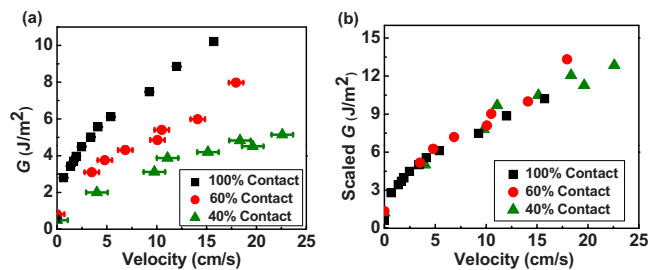 (a)
10
8
6
4
2
0
G (J/m²)
100% Contact
60% Contact
40% Contact
0 5 10 15 20 25
Velocity (cm/s)
(b)
15
12
9
6
3
0
Scaled G (J/m²)
100% Contact
60% Contact
40% Contact
0 5 10 15 20 25
Velocity (cm/s)